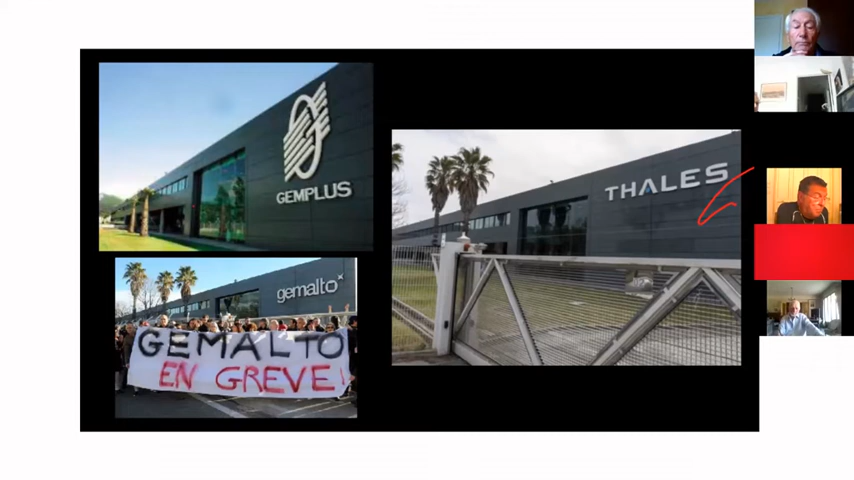 GEMPLUS
THALES
gemalto
GEMALTO
EN GREVE!